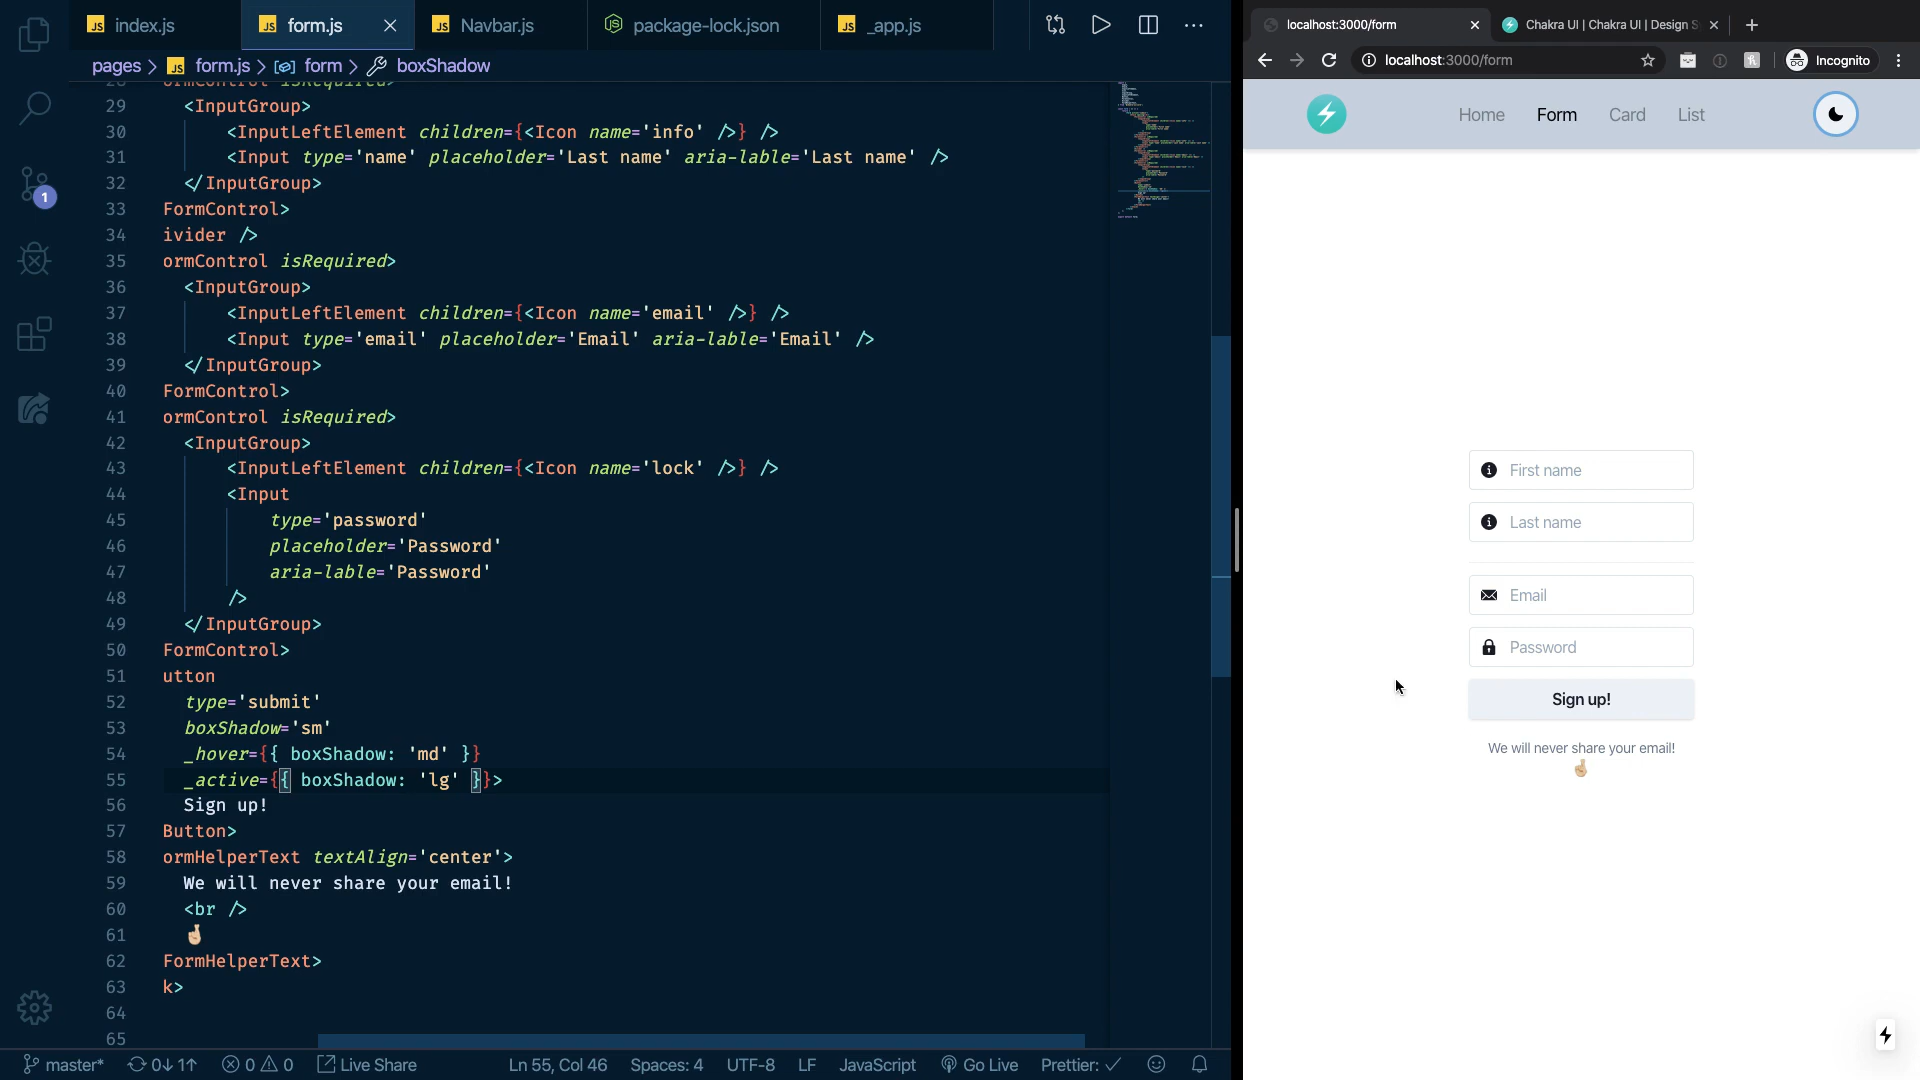 index.js
form.js
Navbar.js
package-lock.json
_app.js
pages > form.js > form > boxShadow
29 <InputGroup>
30 <InputLeftElement children={<Icon name='info' />} />
31 <Input type='name' placeholder='Last name' aria-lable='Last name' />
32 </InputGroup>
33 FormControl>
34 ivider />
35 ormControl isRequired>
36 <InputGroup>
37 <InputLeftElement children={<Icon name='email' />} />
38 <Input type='email' placeholder='Email' aria-lable='Email' />
39 </InputGroup>
40 FormControl>
41 ormControl isRequired>
42 <InputGroup>
43 <InputLeftElement children={<Icon name='lock' />} />
44 <Input
45 type='password'
46 placeholder='Password'
47 aria-lable='Password'
48 />
49 </InputGroup>
50 FormControl>
51 utton
52 type='submit'
53 boxShadow='sm'
54 _hover={{ boxShadow: 'md' }}
55 _active={{ boxShadow: 'lg' }}>
56 Sign up!
57 Button>
58 ormHelperText textAlign='center'>
59 We will never share your email!
60 <br />
61 🤞🏼
62 FormHelperText>
63 k>
64
65
1
master* 0↓ 1↑ 0 0 Live Share Ln 55, Col 46 Spaces: 4 UTF-8 LF JavaScript Go Live Prettier: ✓
localhost:3000/form
Chakra UI | Chakra UI | Design S
localhost:3000/form
Incognito
Home Form Card List
First name
Last name
Email
Password
Sign up!
We will never share your email!
🤞🏼